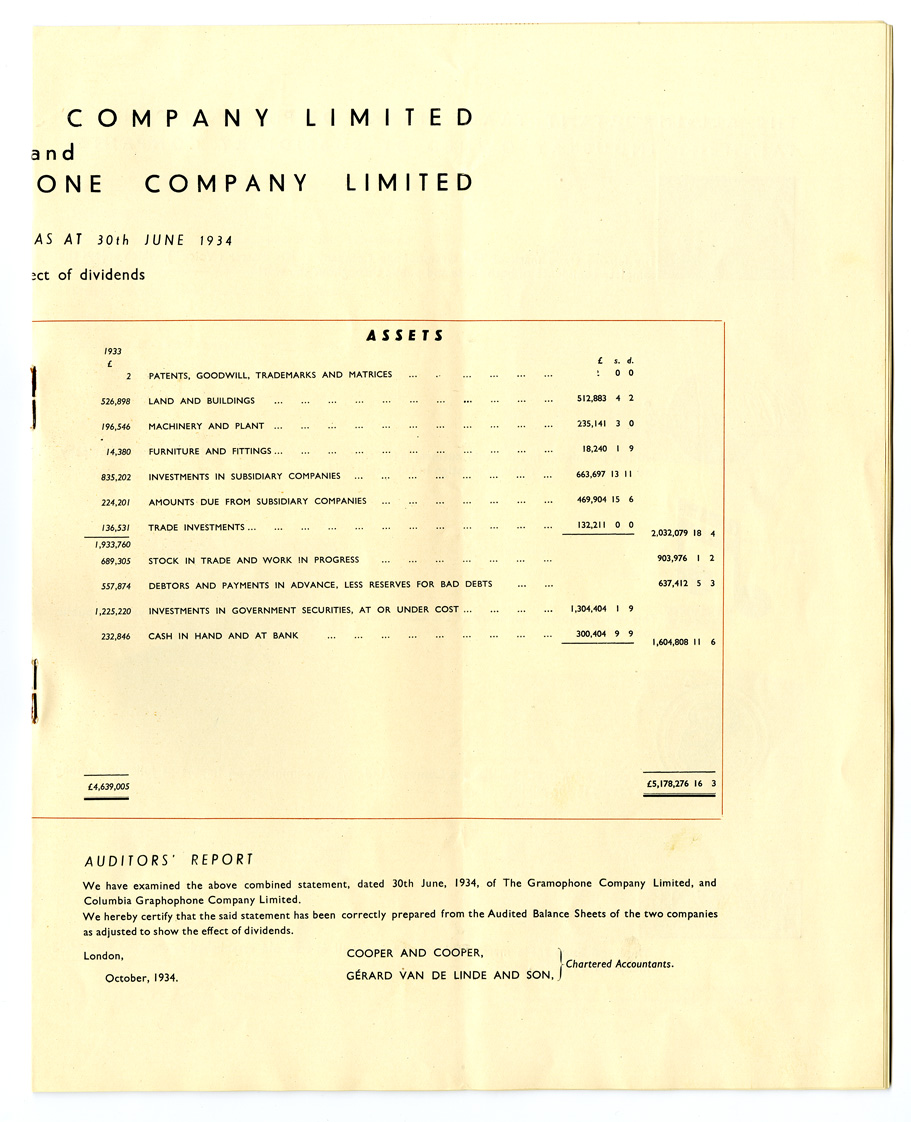 COMPANY LIMITED
and
ONE COMPANY LIMITED
AS AT 30th JUNE 1934
ect of dividends
ASSETS
1933
£ £ s. d.
2 PATENTS, GOODWILL, TRADEMARKS AND MATRICES ... ... ... ... ... ... 0 0
526,898 LAND AND BUILDINGS ... ... ... ... ... ... ... ... ... ... ... 512,883 4 2
196,546 MACHINERY AND PLANT ... ... ... ... ... ... ... ... ... ... ... 235,141 3 0
14,380 FURNITURE AND FITTINGS ... ... ... ... ... ... ... ... ... ... ... 18,240 1 9
835,202 INVESTMENTS IN SUBSIDIARY COMPANIES ... ... ... ... ... ... ... ... 663,697 13 11
224,201 AMOUNTS DUE FROM SUBSIDIARY COMPANIES ... ... ... ... ... ... ... 469,904 15 6
136,531 TRADE INVESTMENTS ... ... ... ... ... ... ... ... ... ... ... ... 132,211 0 0
2,032,079 18 4
1,933,760
689,305 STOCK IN TRADE AND WORK IN PROGRESS ... ... ... ... ... ... ... 903,976 1 2
557,874 DEBTORS AND PAYMENTS IN ADVANCE, LESS RESERVES FOR BAD DEBTS ... ... 637,412 5 3
1,225,220 INVESTMENTS IN GOVERNMENT SECURITIES, AT OR UNDER COST ... ... ... ... 1,304,404 1 9
232,846 CASH IN HAND AND AT BANK ... ... ... ... ... ... ... ... ... 300,404 9 9
1,604,808 11 6
£4,639,005 £5,178,276 16 3
AUDITORS' REPORT
We have examined the above combined statement, dated 30th June, 1934, of The Gramophone Company Limited, and
Columbia Graphophone Company Limited.
We hereby certify that the said statement has been correctly prepared from the Audited Balance Sheets of the two companies
as adjusted to show the effect of dividends.
London,
October, 1934.
COOPER AND COOPER,
GÉRARD VAN DE LINDE AND SON,
Chartered Accountants.